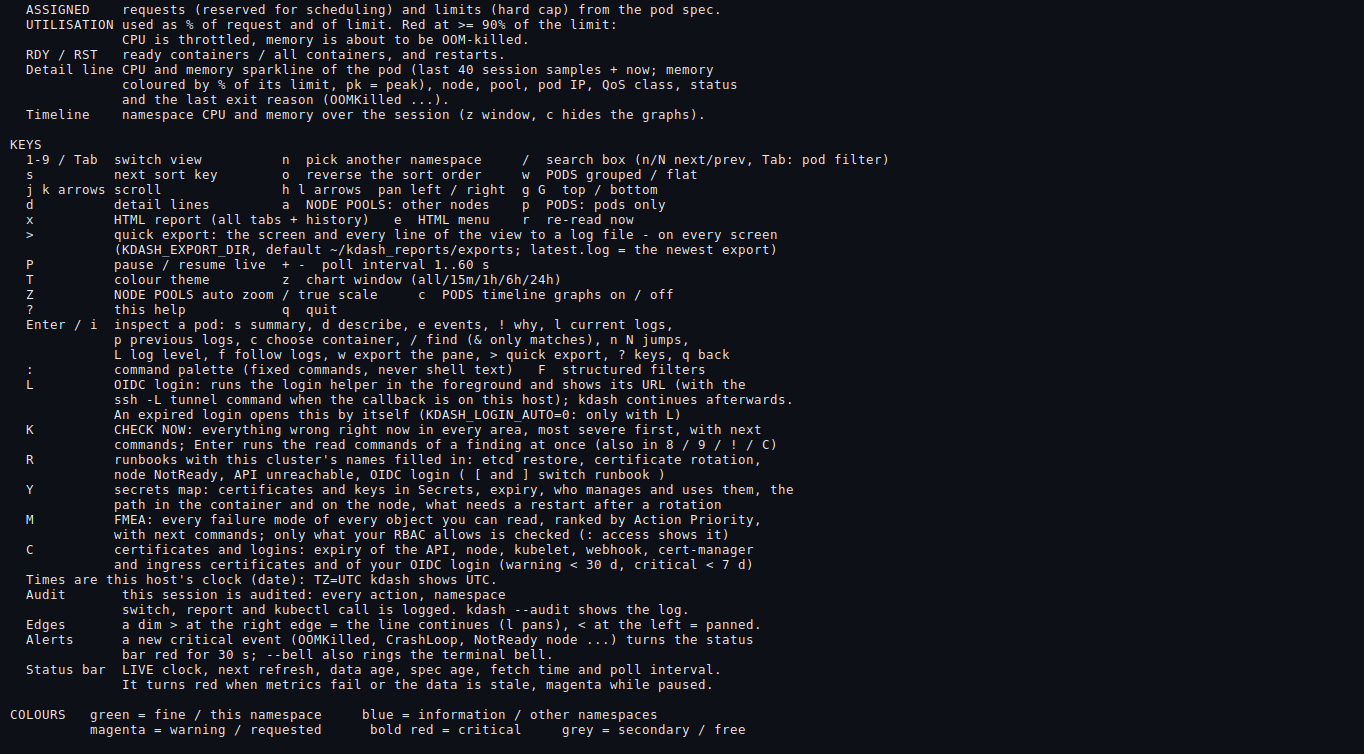 ASSIGNED    requests (reserved for scheduling) and limits (hard cap) from the pod spec.
UTILISATION used as % of request and of limit. Red at >= 90% of the limit:
            CPU is throttled, memory is about to be OOM-killed.
RDY / RST   ready containers / all containers, and restarts.
Detail line CPU and memory sparkline of the pod (last 40 session samples + now; memory
            coloured by % of its limit, pk = peak), node, pool, pod IP, QoS class, status
            and the last exit reason (OOMKilled ...).
Timeline    namespace CPU and memory over the session (z window, c hides the graphs).
KEYS
1-9 / Tab  switch view          n  pick another namespace     /  search box (n/N next/prev, Tab: pod filter)
s          next sort key        o  reverse the sort order     w  PODS grouped / flat
j k arrows scroll               h l arrows  pan left / right  g G  top / bottom
d          detail lines         a  NODE POOLS: other nodes    p  PODS: pods only
x          HTML report (all tabs + history)   e  HTML menu    r  re-read now
>          quick export: the screen and every line of the view to a log file - on every screen
           (KDASH_EXPORT_DIR, default ~/kdash_reports/exports; latest.log = the newest export)
P          pause / resume live  + -  poll interval 1..60 s
T          colour theme         z  chart window (all/15m/1h/6h/24h)
Z          NODE POOLS auto zoom / true scale     c  PODS timeline graphs on / off
?          this help            q  quit
Enter / i  inspect a pod: s summary, d describe, e events, ! why, l current logs,
           p previous logs, c choose container, / find (& only matches), n N jumps,
           L log level, f follow logs, w export the pane, > quick export, ? keys, q back
:          command palette (fixed commands, never shell text)   F  structured filters
L          OIDC login: runs the login helper in the foreground and shows its URL (with the
           ssh -L tunnel command when the callback is on this host); kdash continues afterwards.
           An expired login opens this by itself (KDASH_LOGIN_AUTO=0: only with L)
K          CHECK NOW: everything wrong right now in every area, most severe first, with next
           commands; Enter runs the read commands of a finding at once (also in 8 / 9 / ! / C)
R          runbooks with this cluster's names filled in: etcd restore, certificate rotation,
           node NotReady, API unreachable, OIDC login ( [ and ] switch runbook )
Y          secrets map: certificates and keys in Secrets, expiry, who manages and uses them, the
           path in the container and on the node, what needs a restart after a rotation
M          FMEA: every failure mode of every object you can read, ranked by Action Priority,
           with next commands; only what your RBAC allows is checked (: access shows it)
C          certificates and logins: expiry of the API, node, kubelet, webhook, cert-manager
           and ingress certificates and of your OIDC login (warning < 30 d, critical < 7 d)
Times are this host's clock (date): TZ=UTC kdash shows UTC.
Audit       this session is audited: every action, namespace
            switch, report and kubectl call is logged. kdash --audit shows the log.
Edges       a dim > at the right edge = the line continues (l pans), < at the left = panned.
Alerts      a new critical event (OOMKilled, CrashLoop, NotReady node ...) turns the status
            bar red for 30 s; --bell also rings the terminal bell.
Status bar  LIVE clock, next refresh, data age, spec age, fetch time and poll interval.
            It turns red when metrics fail or the data is stale, magenta while paused.
COLOURS   green = fine / this namespace     blue = information / other namespaces
          magenta = warning / requested      bold red = critical     grey = secondary / free